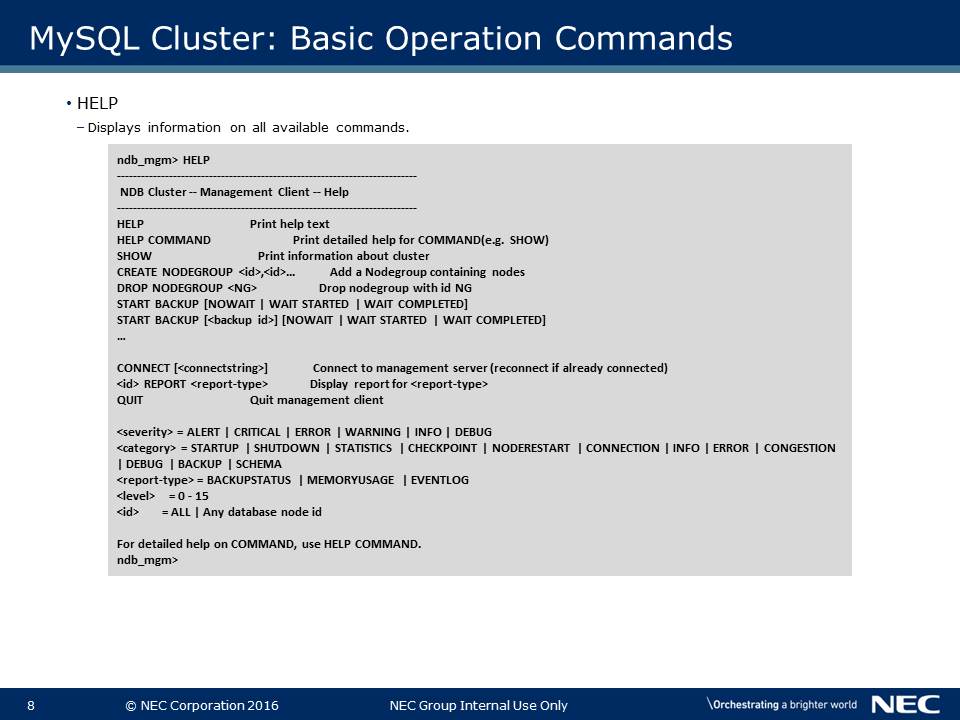 MySQL Cluster: Basic Operation Commands
• HELP
– Displays information on all available commands.
ndb_mgm> HELP
---------------------------------------------------------------------------
NDB Cluster -- Management Client -- Help
---------------------------------------------------------------------------
HELP Print help text
HELP COMMAND Print detailed help for COMMAND(e.g. SHOW)
SHOW Print information about cluster
CREATE NODEGROUP <id>,<id>... Add a Nodegroup containing nodes
DROP NODEGROUP <NG> Drop nodegroup with id NG
START BACKUP [NOWAIT | WAIT STARTED | WAIT COMPLETED]
START BACKUP [<backup id>] [NOWAIT | WAIT STARTED | WAIT COMPLETED]
…
CONNECT [<connectstring>] Connect to management server (reconnect if already connected)
<id> REPORT <report-type> Display report for <report-type>
QUIT Quit management client
<severity> = ALERT | CRITICAL | ERROR | WARNING | INFO | DEBUG
<category> = STARTUP | SHUTDOWN | STATISTICS | CHECKPOINT | NODERESTART | CONNECTION | INFO | ERROR | CONGESTION
| DEBUG | BACKUP | SCHEMA
<report-type> = BACKUPSTATUS | MEMORYUSAGE | EVENTLOG
<level> = 0 - 15
<id> = ALL | Any database node id
For detailed help on COMMAND, use HELP COMMAND.
ndb_mgm>
8 © NEC Corporation 2016 NEC Group Internal Use Only \Orchestrating a brighter world NEC